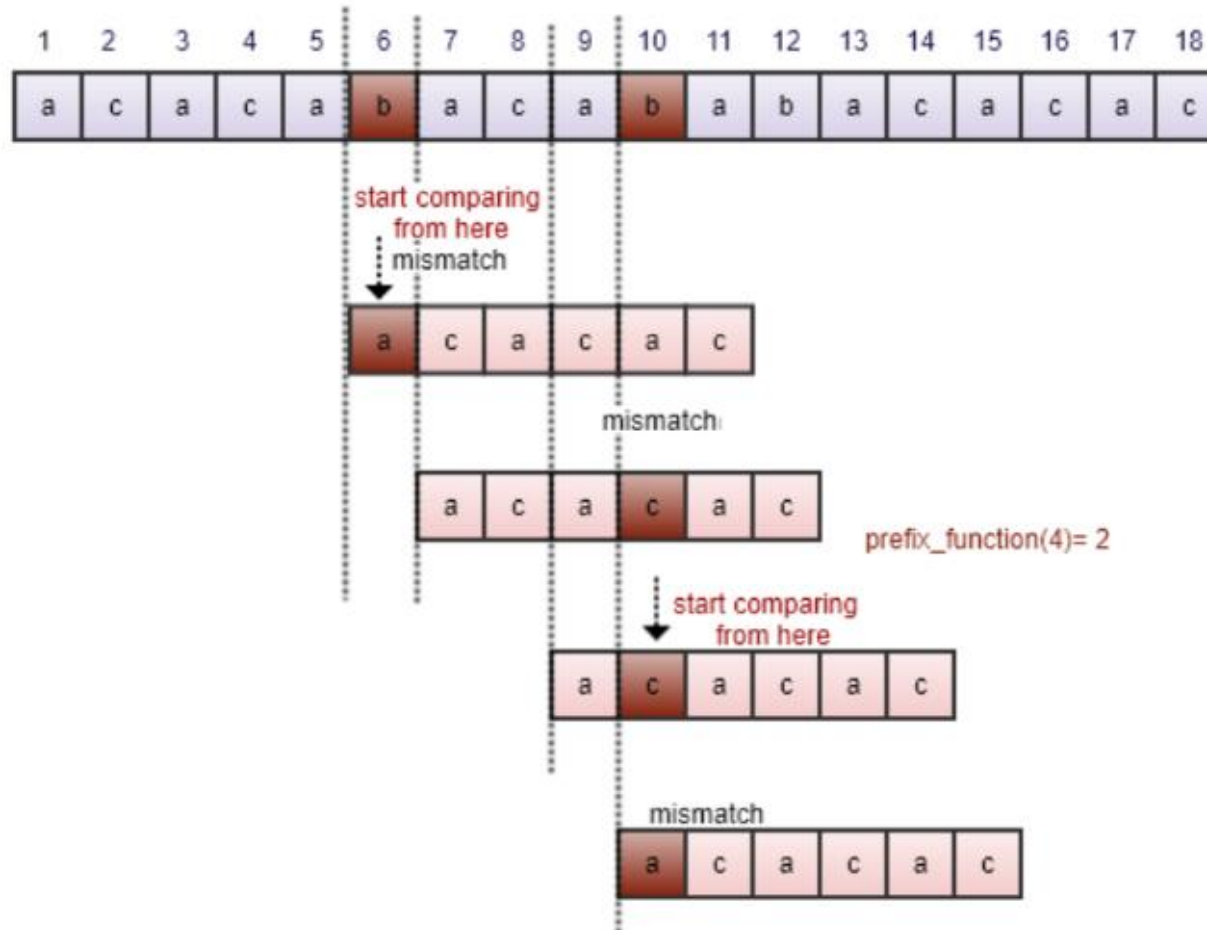 1 2 3 4 5 6 7 8 9 10 11 12 13 14 15 16 17 18
a c a c a b a c a b a b a c a c a c
start comparing
from here
mismatch
a c a c a c
mismatch
a c a c a c
prefix_function(4)= 2
start comparing
from here
a c a c a c
mismatch
a c a c a c